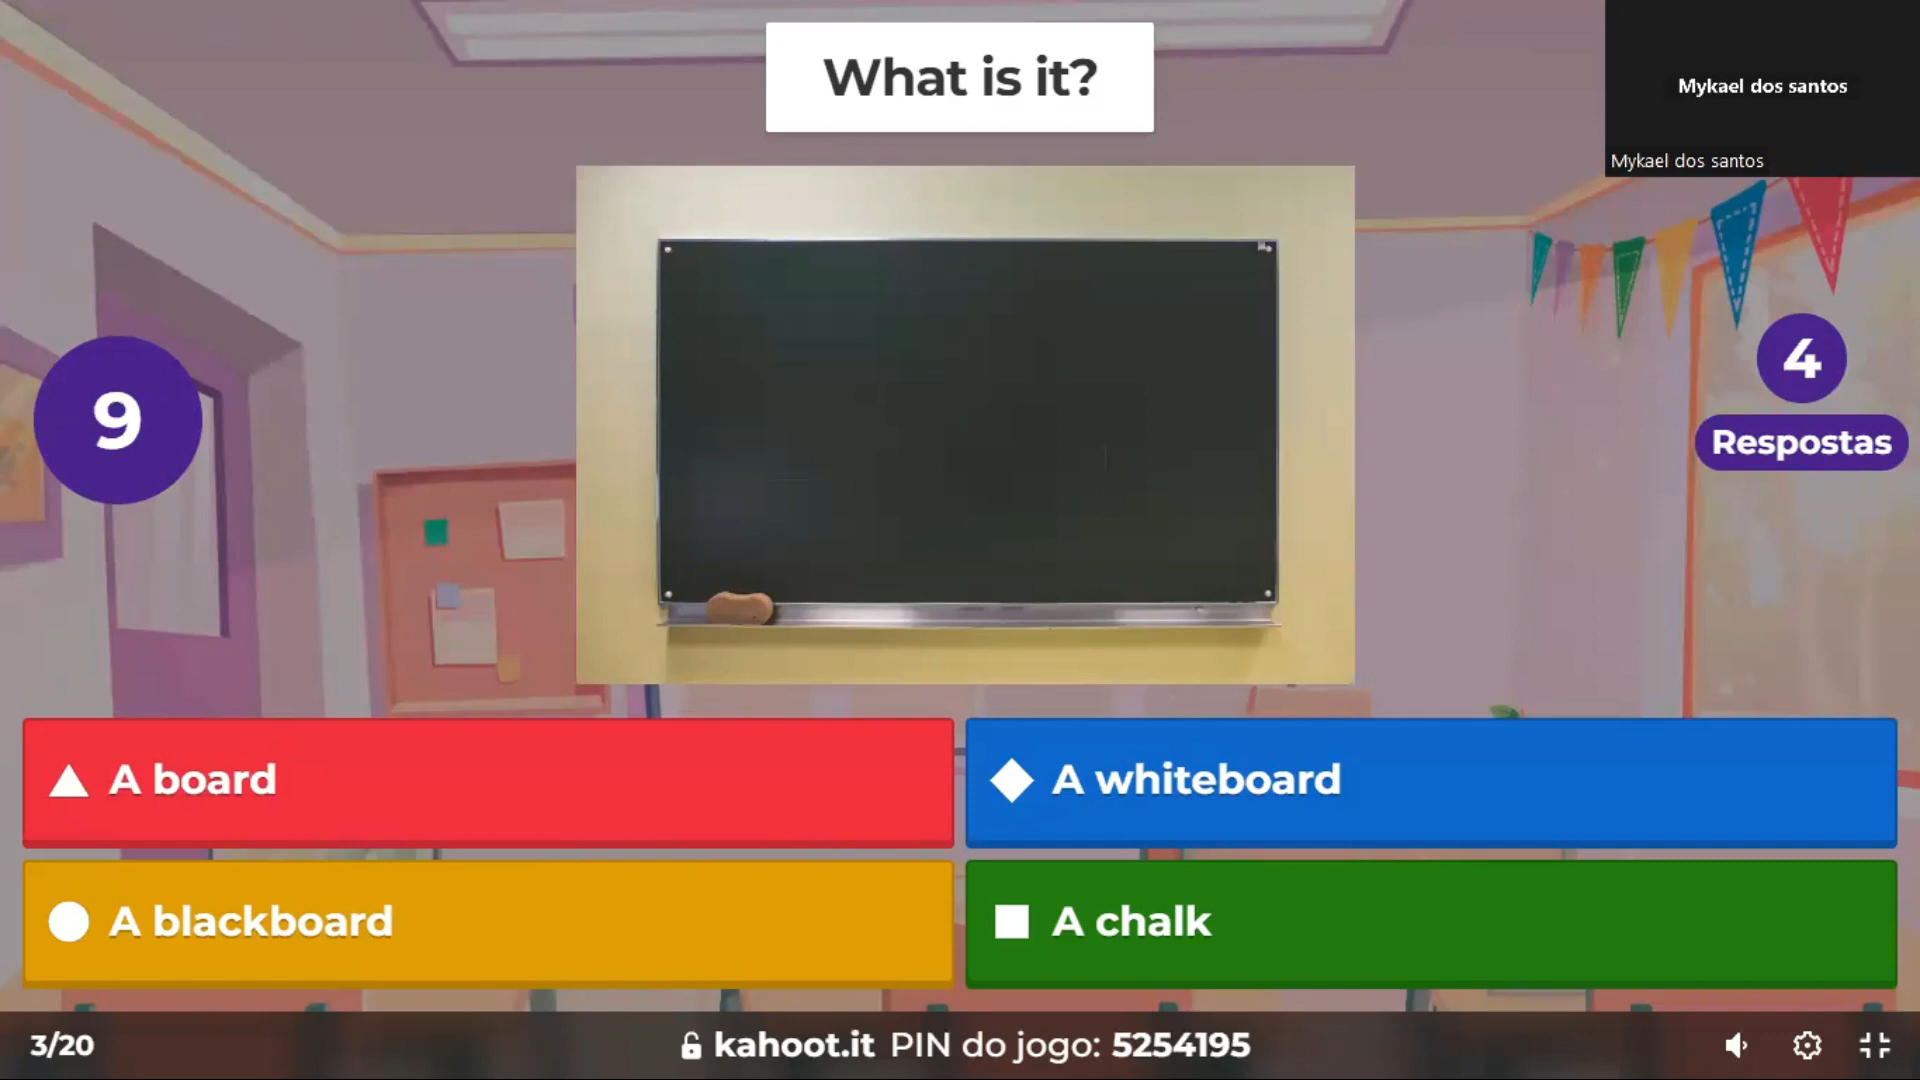 What is it?
Mykael dos santos
Mykael dos santos
9
4
Respostas
A board
A whiteboard
A blackboard
A chalk
3/20
kahoot.it PIN do jogo: 5254195